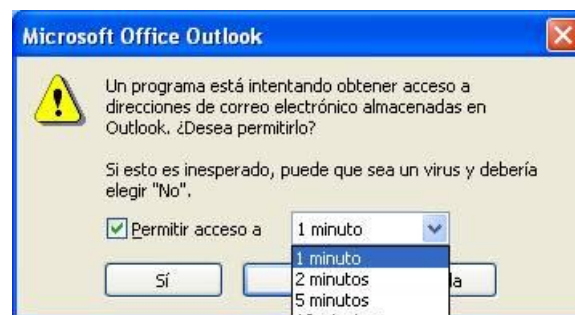 Microsoft Office Outlook
Un programa está intentando obtener acceso a
direcciones de correo electrónico almacenadas en
Outlook. ¿Desea permitirlo?
Si esto es inesperado, puede que sea un virus y debería
elegir "No".
Permitir acceso a 1 minuto
1 minuto
Sí 2 minutos
5 minutos